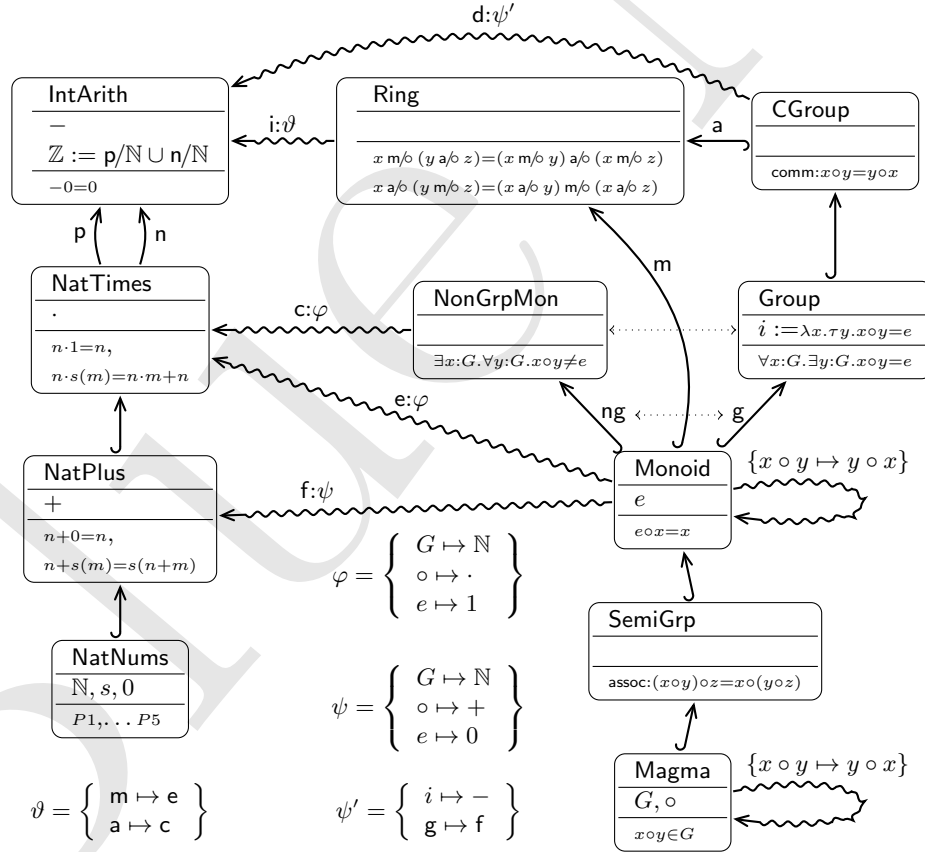 d:ψ′
IntArith
−
ℤ := p/ℕ ∪ n/ℕ
−0=0
i:ϑ
Ring
x m/∘ (y a/∘ z)=(x m/∘ y) a/∘ (x m/∘ z)
x a/∘ (y m/∘ z)=(x a/∘ y) m/∘ (x a/∘ z)
a
CGroup
comm:x∘y=y∘x
p
n
m
NatTimes
·
n·1=n,
n·s(m)=n·m+n
c:φ
NonGrpMon
∃x:G.∀y:G.x∘y≠e
Group
i :=λx.τy.x∘y=e
∀x:G.∃y:G.x∘y=e
e:φ
ng
g
NatPlus
+
n+0=n,
n+s(m)=s(n+m)
f:ψ
Monoid
e
e∘x=x
{x ∘ y ↦ y ∘ x}
φ = { G ↦ ℕ
∘ ↦ ·
e ↦ 1 }
SemiGrp
assoc:(x∘y)∘z=x∘(y∘z)
NatNums
ℕ, s, 0
P1,... P5
ψ = { G ↦ ℕ
∘ ↦ +
e ↦ 0 }
Magma
G, ∘
x∘y∈G
{x ∘ y ↦ y ∘ x}
ϑ = { m ↦ e
a ↦ c }
ψ′ = { i ↦ −
g ↦ f }